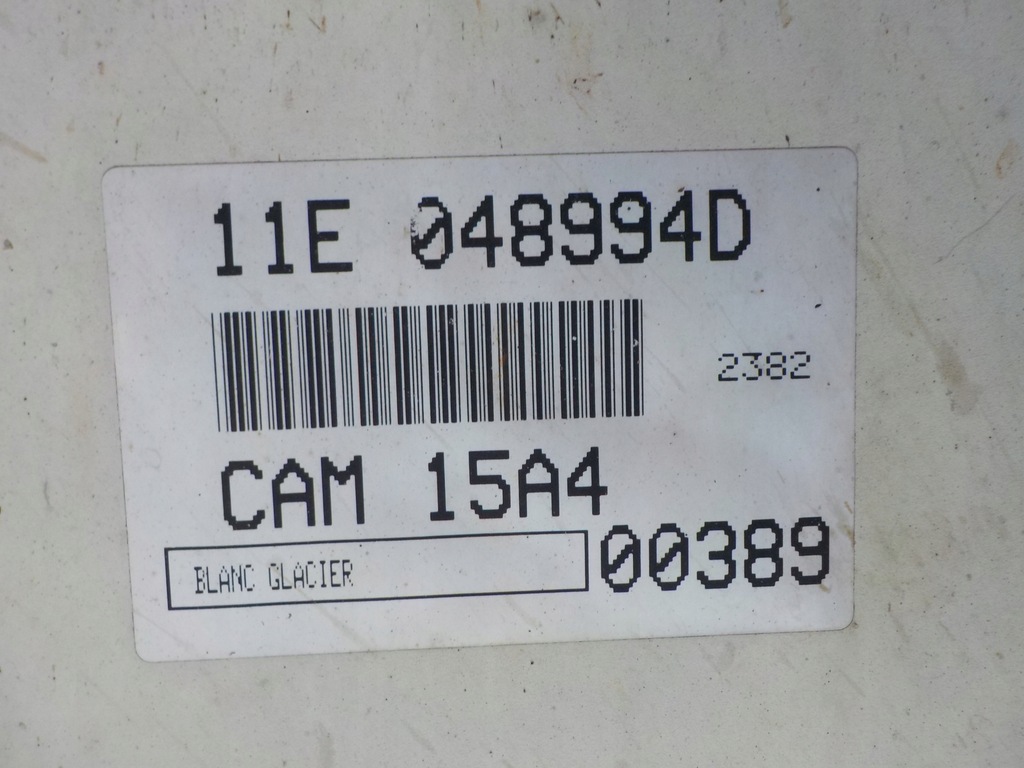 11E 048994D
2382
CAM 15A4
00389
BLANC GLACIER